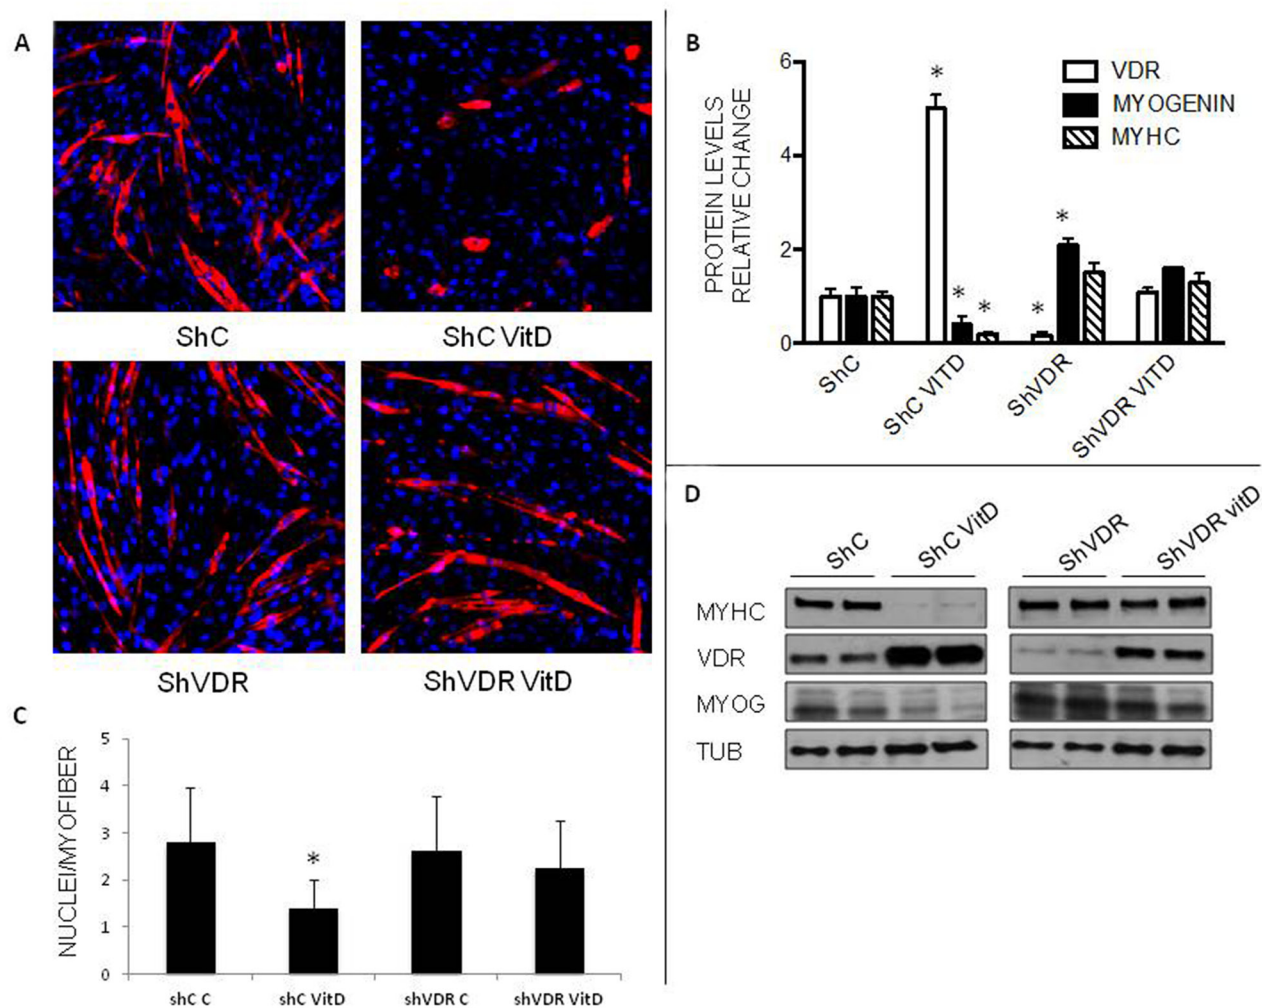 A
ShC
ShC VitD
ShVDR
ShVDR VitD
B
PROTEIN LEVELS
RELATIVE CHANGE
6
4
2
0
VDR
MYOGENIN
MYHC
*
*
*
*
*
ShC
ShC VITD
ShVDR
ShVDR VITD
C
NUCLEI/MYOFIBER
5
4
3
2
1
0
*
shC C
shC VitD
shVDR C
shVDR VitD
D
ShC
ShC VitD
ShVDR
ShVDR vitD
MYHC
VDR
MYOG
TUB